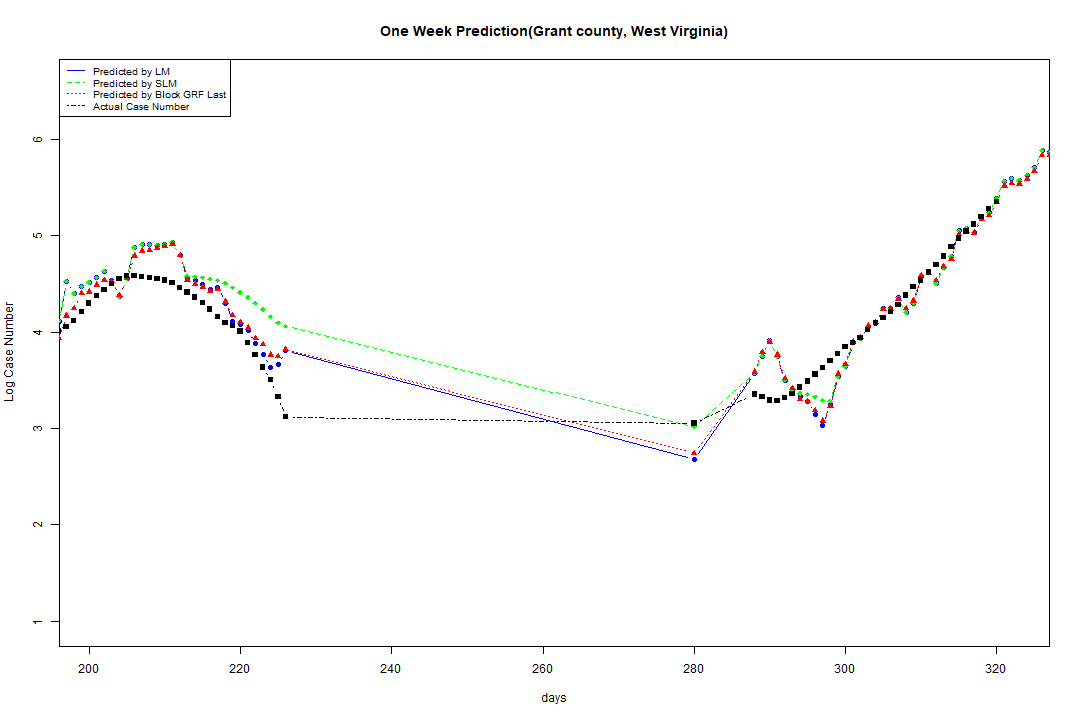 One Week Prediction(Grant county, West Virginia)
Predicted by LM
Predicted by SLM
Predicted by Block GRF Last
Actual Case Number
Log Case Number
6
5
4
3
2
1
200 220 240 260 280 300 320
days